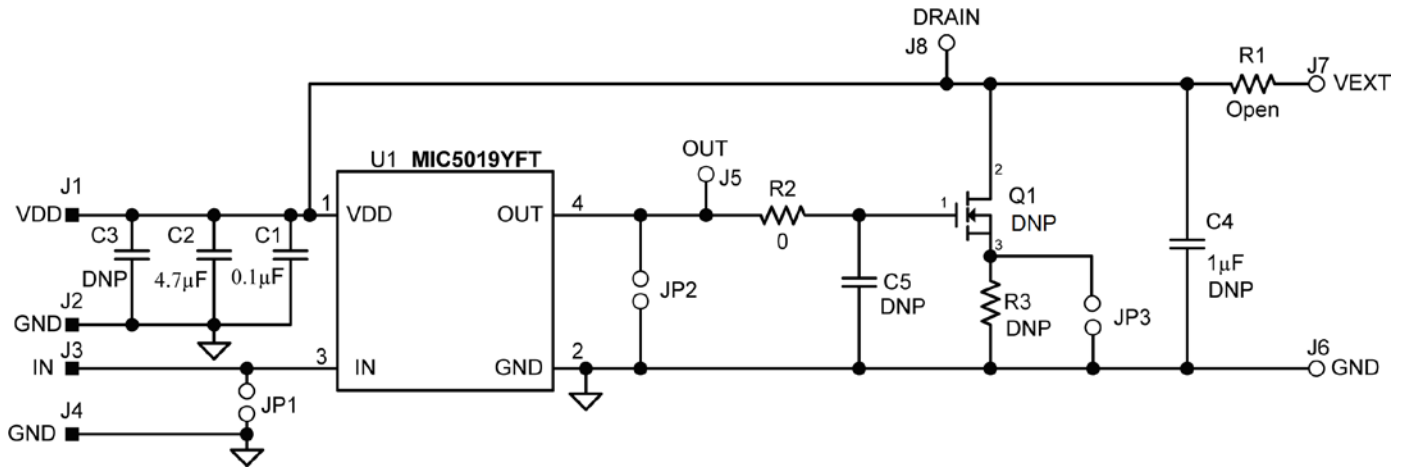 DRAIN
J8
R1
Open
J7
VEXT
U1 MIC5019YFT
OUT
J5
J1
VDD
1
VDD
OUT
4
R2
0
2
1
Q1
DNP
3
C3
DNP
C2
4.7µF
C1
0.1µF
C4
1µF
DNP
JP2
C5
DNP
R3
DNP
JP3
J2
GND
J3
IN
3
IN
GND
2
J6
GND
JP1
J4
GND